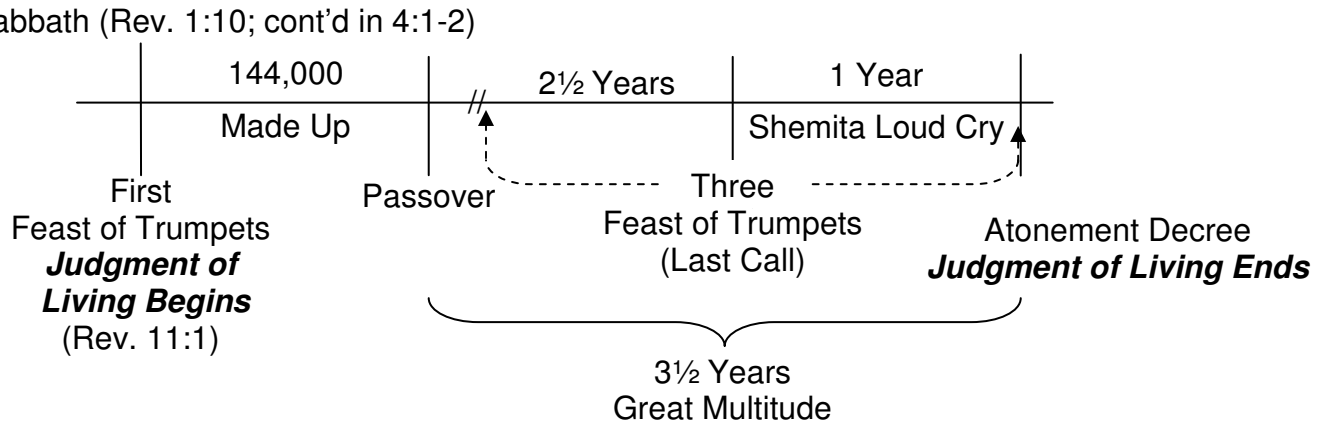 (Rev. 1:10; cont’d in 4:1-2)
144,000
2½ Years
1 Year
Made Up
Shemita Loud Cry
First
Feast of Trumpets
Judgment of
Living Begins
(Rev. 11:1)
Passover
Three
Feast of Trumpets
(Last Call)
Atonement Decree
Judgment of Living Ends
3½ Years
Great Multitude